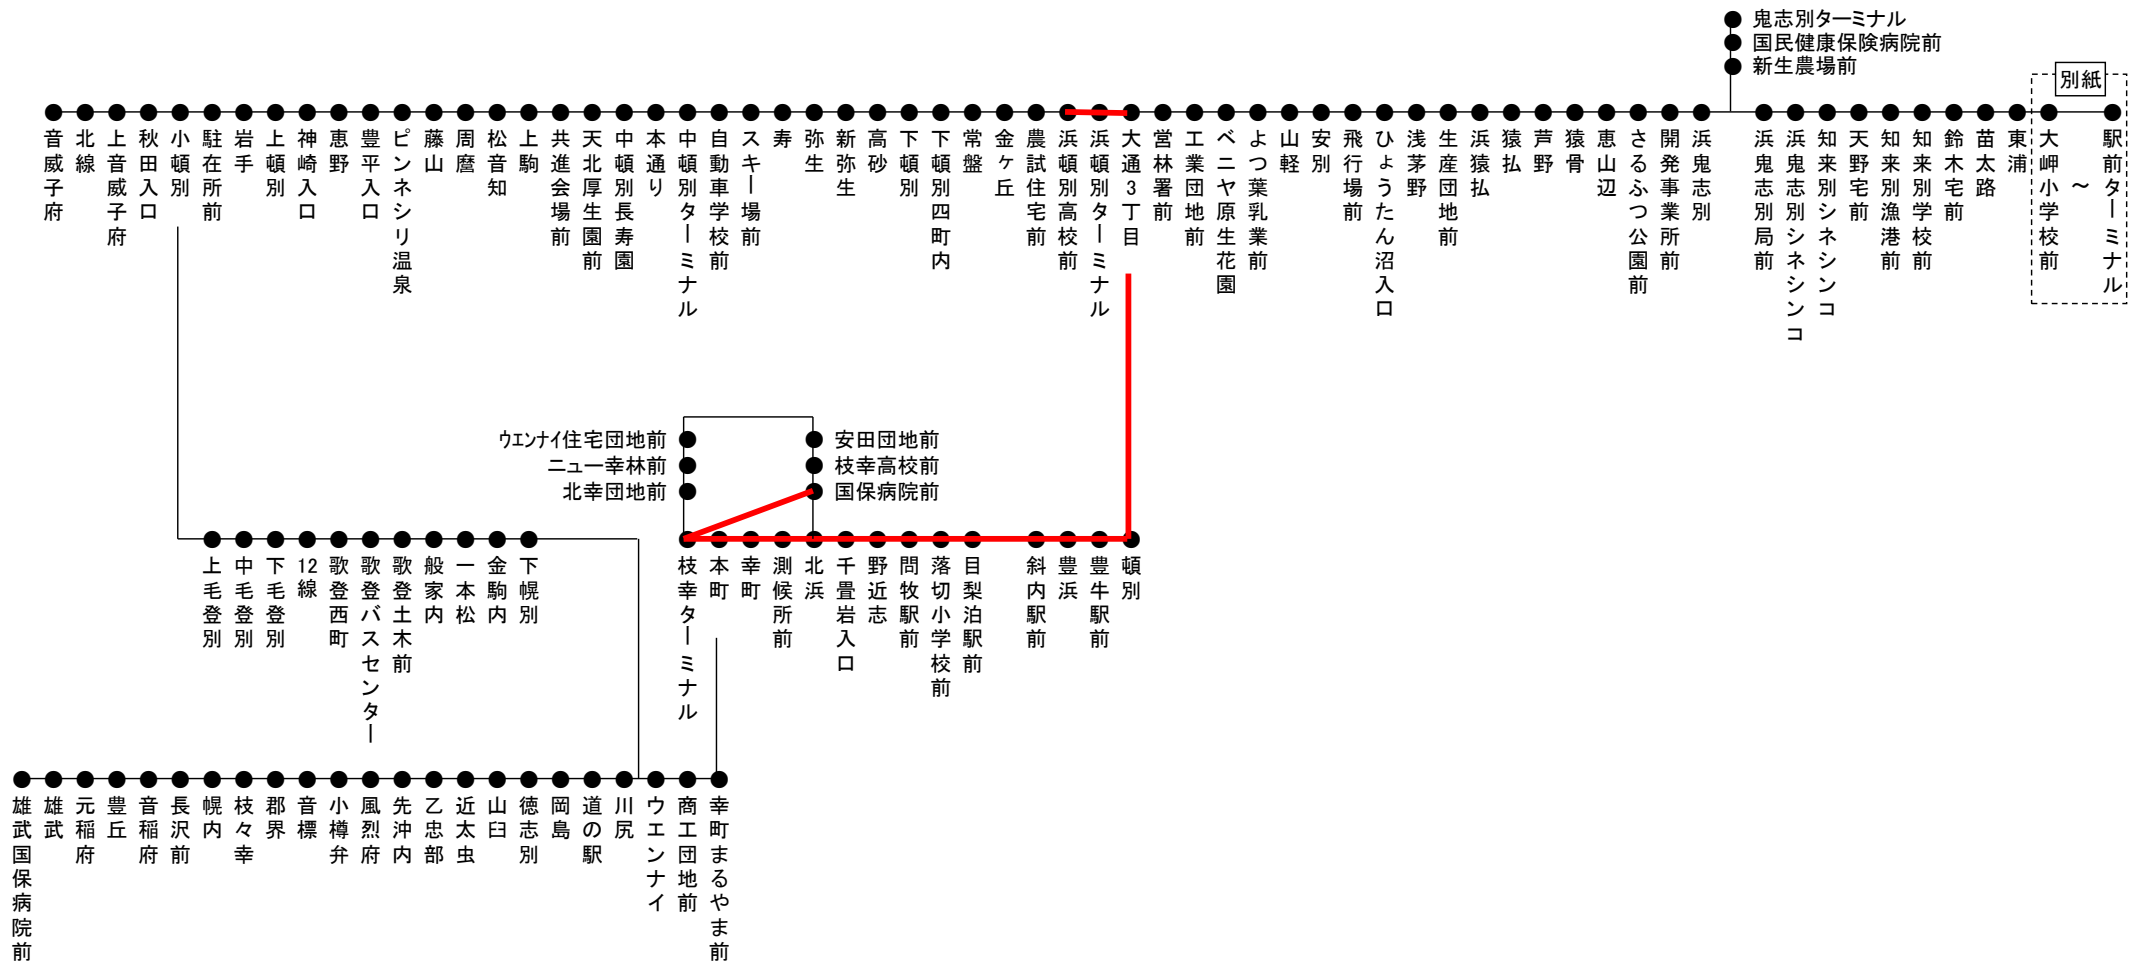 鬼志別ターミナル
国民健康保険病院前
新生農場前
別紙
音威子府
北線
上音威子府
秋田入口
小頓別
駐在所前
岩手
上頓別
神崎入口
恵野
豊平入口
ピンネシリ温泉
藤山
周麿
松音知
上駒
共進会場前
天北厚生園前
中頓別長寿園
本通り
中頓別ターミナル
自動車学校前
スキー場前
寿
弥生
新弥生
高砂
下頓別
下頓別四町内
常盤
金ヶ丘
農試住宅前
浜頓別高校前
浜頓別ターミナル
大通3丁目
営林署前
工業団地前
ベニヤ原生花園
よつ葉乳業前
山軽
安別
飛行場前
ひょうたん沼入口
浅茅野
生産団地前
浜猿払
猿払
芦野
猿骨
恵山辺
さるふつ公園前
開発事業所前
浜鬼志別
浜鬼志別局前
浜鬼志別シネシンコ
知来別シネシンコ
天野宅前
知来別漁港前
知来別学校前
鈴木宅前
苗太路
東浦
大岬小学校前
～
駅前ターミナル
ウエンナイ住宅団地前
ニュー幸林前
北幸団地前
安田団地前
枝幸高校前
国保病院前
上毛登別
中毛登別
下毛登別
12線
歌登西町
歌登バスセンター
歌登土木前
般家内
一本松
金駒内
下幌別
枝幸ターミナル
本町
幸町
測候所前
北浜
千畳岩入口
野近志
問牧駅前
落切小学校前
目梨泊駅前
斜内駅前
豊浜
豊牛駅前
頓別
雄武国保病院前
雄武
元稲府
豊丘
音稲府
長沢前
幌内
枝々幸
郡界
音標
小樽弁
風烈府
先沖内
乙忠部
近太虫
山臼
徳志別
岡島
道の駅
川尻
ウエンナイ
商工団地前
幸町まるやま前